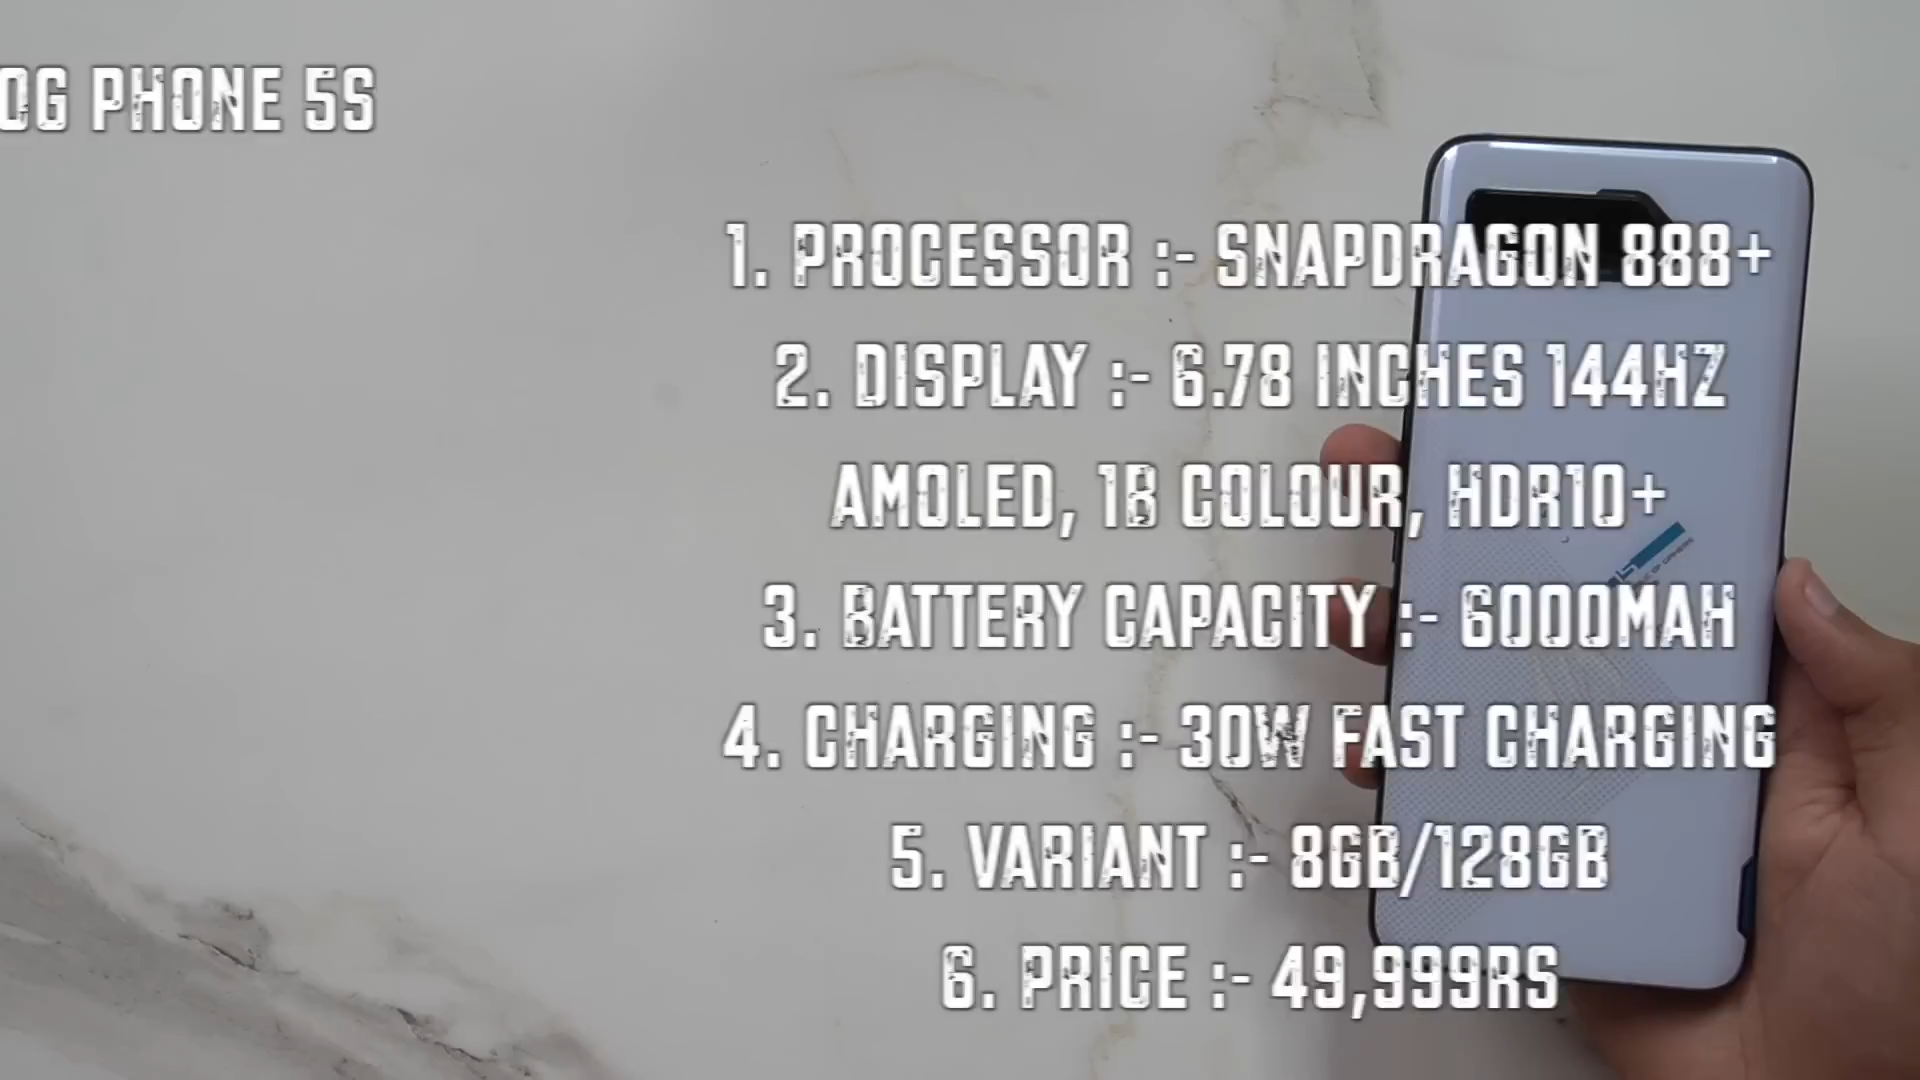 OG PHONE 5S
1. PROCESSOR :- SNAPDRAGON 888+
2. DISPLAY :- 6.78 INCHES 144HZ
AMOLED, 1B COLOUR, HDR10+
3. BATTERY CAPACITY :- 6000MAH
4. CHARGING :- 30W FAST CHARGING
5. VARIANT :- 8GB/128GB
6. PRICE :- 49,999RS